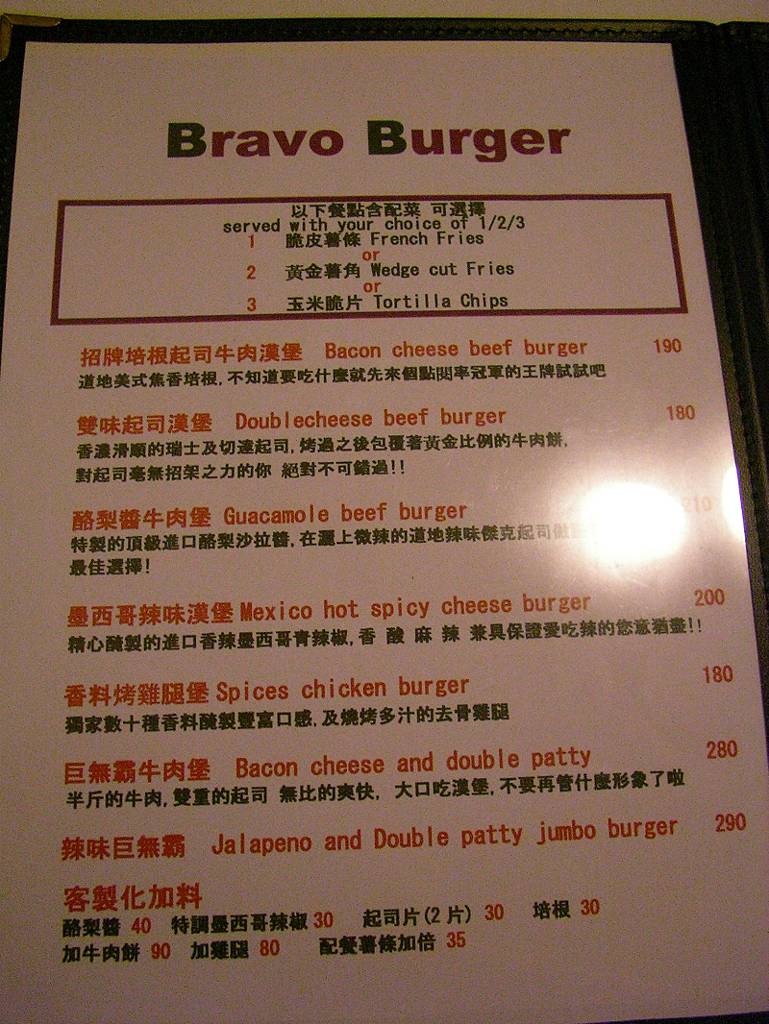 Bravo Burger
以下餐點含配菜 可選擇
served with your choice of 1/2/3
1 脆皮薯條 French Fries
or
2 黃金薯角 Wedge cut Fries
or
3 玉米脆片 Tortilla Chips
招牌培根起司牛肉漢堡 Bacon cheese beef burger 190
道地美式焦香培根,不知道要吃什麼就先來個點閱率冠軍的王牌試試吧
雙味起司漢堡 Doublecheese beef burger 180
香濃滑順的瑞士及切達起司,烤過之後包覆著黃金比例的牛肉餅,
對起司毫無招架之力的你 絕對不可錯過!!
酪梨醬牛肉堡 Guacamole beef burger 210
特製的頂級進口酪梨沙拉醬,在灑上微辣的道地辣味傑克起司
最佳選擇!
墨西哥辣味漢堡 Mexico hot spicy cheese burger 200
精心醃製的進口香辣墨西哥青辣椒,香 酸 麻 辣 兼具保證愛吃辣的您意猶盡!!
香料烤雞腿堡 Spices chicken burger 180
獨家數十種香料醃製豐富口感,及燒烤多汁的去骨雞腿
巨無霸牛肉堡 Bacon cheese and double patty 280
半斤的牛肉,雙重的起司 無比的爽快, 大口吃漢堡,不要再管什麼形象了啦
辣味巨無霸 Jalapeno and Double patty jumbo burger 290
客製化加料
酪梨醬 40 特調墨西哥辣椒 30 起司片(2 片) 30 培根 30
加牛肉餅 90 加雞腿 80 配餐薯條加倍 35